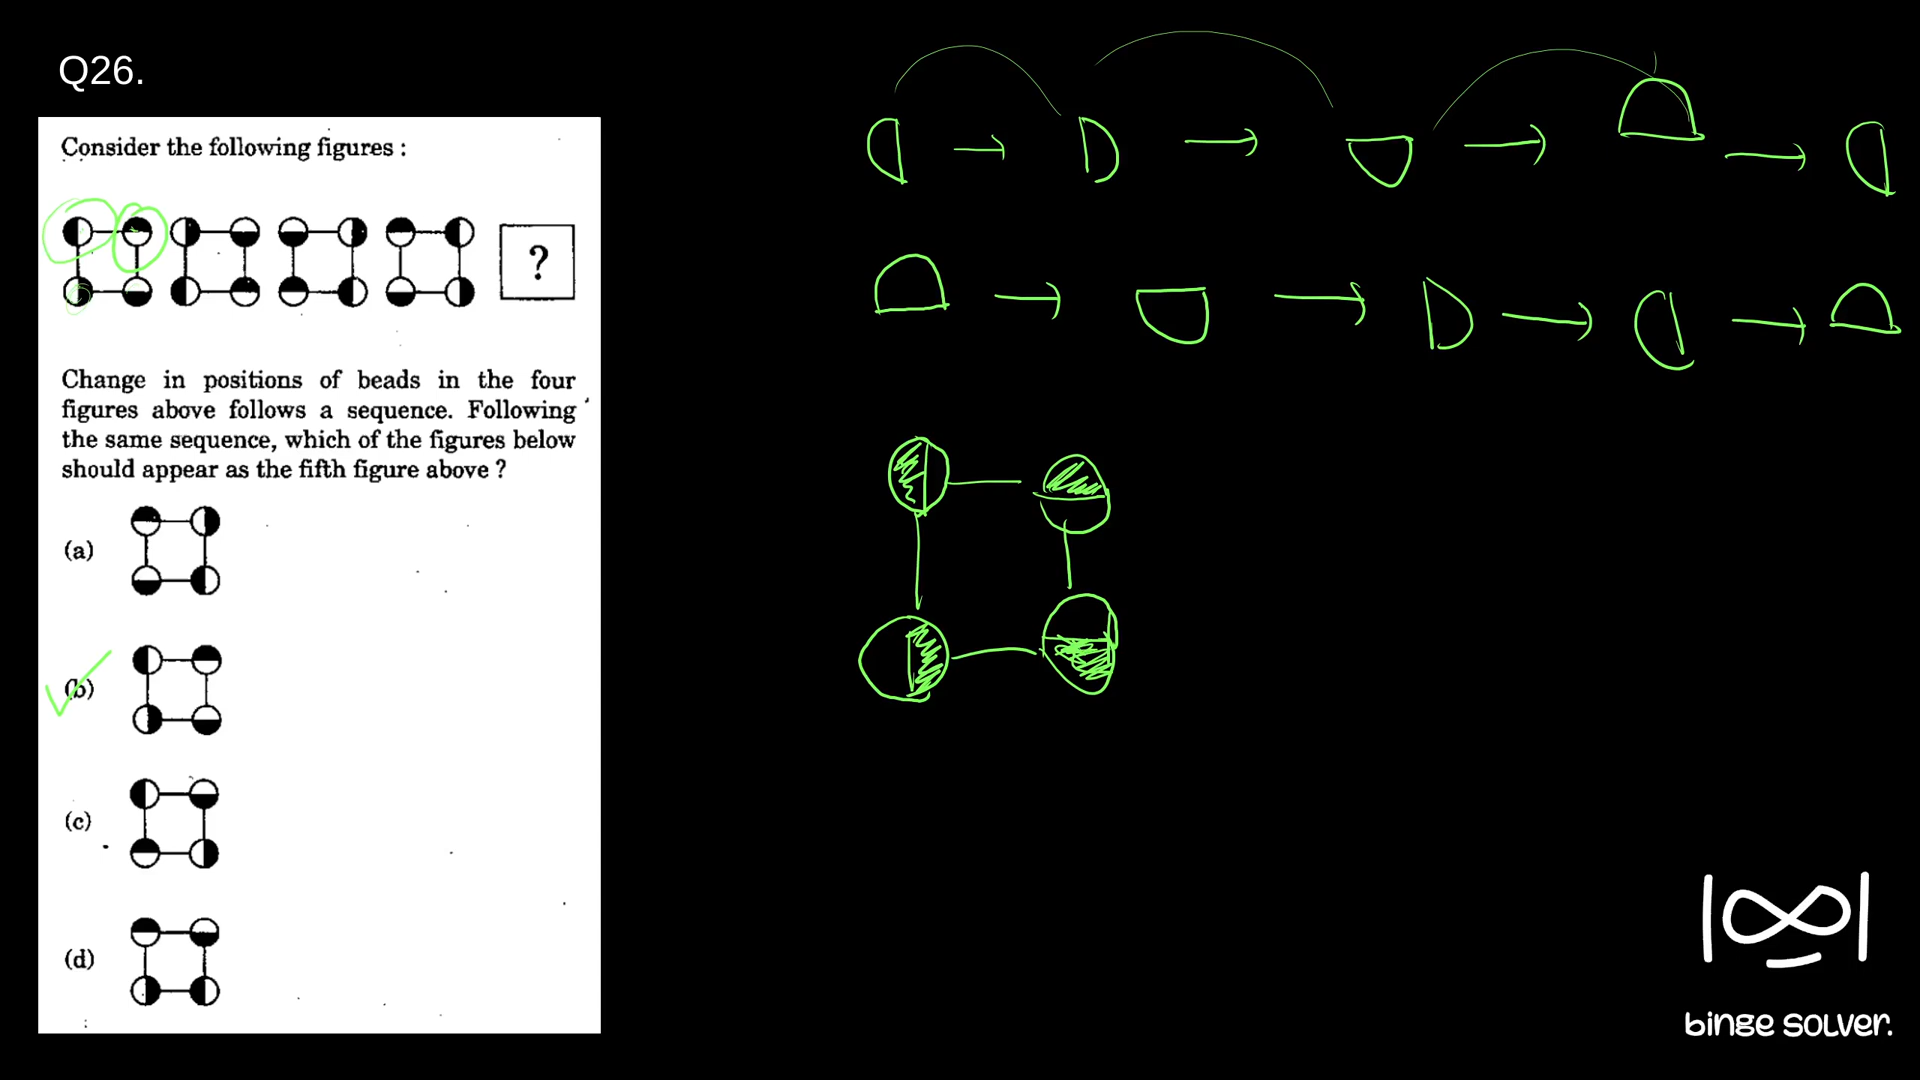 Q26.
Consider the following figures :
?
Change in positions of beads in the four
figures above follows a sequence. Following
the same sequence, which of the figures below
should appear as the fifth figure above ?
(a)
(b)
(c)
(d)
binge SOLVER.